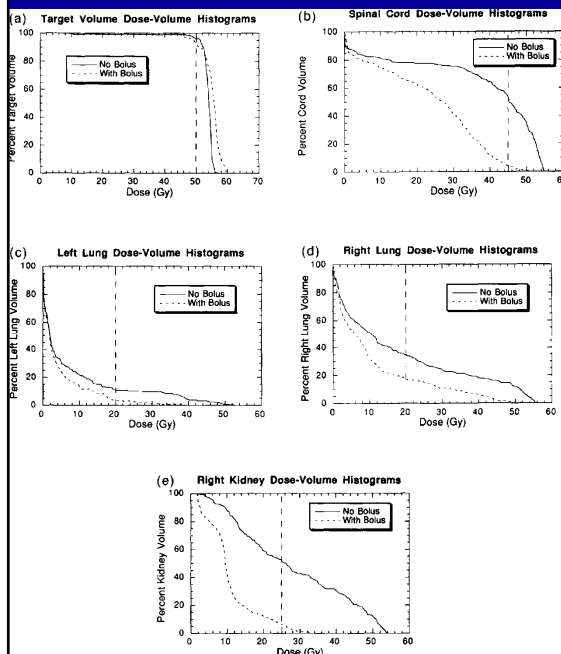 (a) Target Volume Dose-Volume Histograms
Percent Target Volume
100
80
60
40
20
0
No Bolus
With Bolus
0 10 20 30 40 50 60 70
Dose (Gy)
(b) Spinal Cord Dose-Volume Histograms
Percent Cord Volume
100
80
60
40
20
0
No Bolus
With Bolus
0 10 20 30 40 50 60
Dose (Gy)
(c) Left Lung Dose-Volume Histograms
Percent Left Lung Volume
100
80
60
40
20
0
No Bolus
With Bolus
0 10 20 30 40 50 60
Dose (Gy)
(d) Right Lung Dose-Volume Histograms
Percent Right Lung Volume
100
80
60
40
20
0
No Bolus
With Bolus
0 10 20 30 40 50 60
Dose (Gy)
(e) Right Kidney Dose-Volume Histograms
Percent Kidney Volume
100
80
60
40
20
0
No Bolus
With Bolus
0 10 20 30 40 50 60
Dose (Gy)